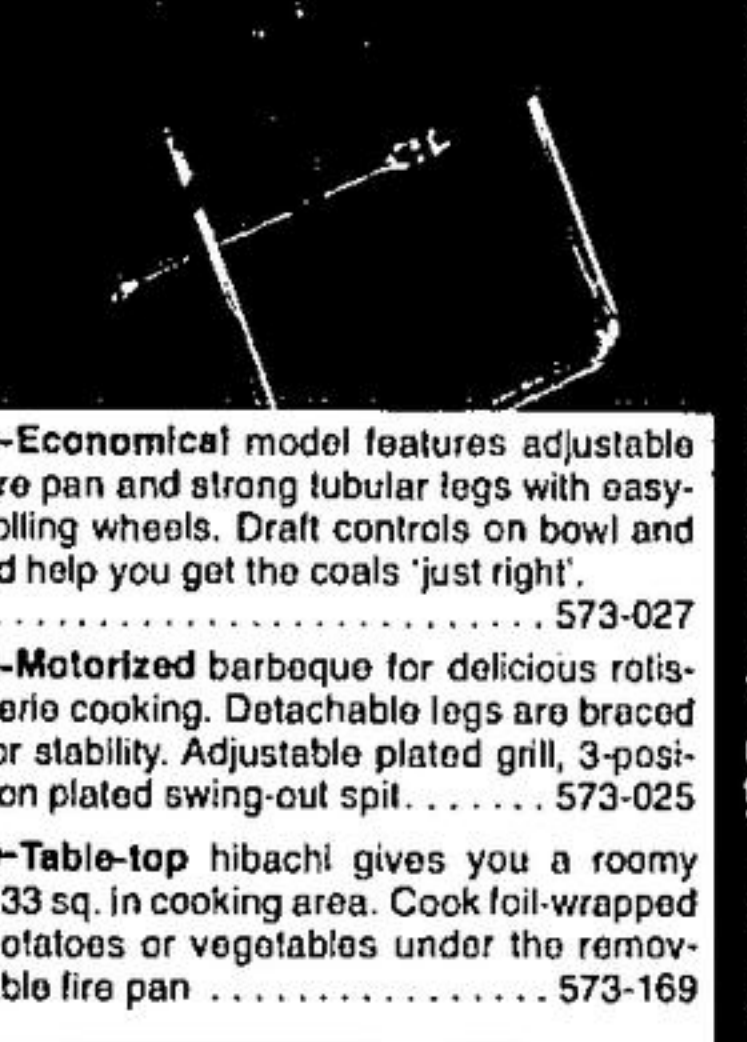 -Economical model features adjustable
re pan and strong tubular legs with easy-
olling wheels. Draft controls on bowl and
d help you get the coals 'just right'.
. . . . . . . . . . . . . . . . . . . . . . . . . . . 573-027
-Motorized barbeque for delicious rotis-
erie cooking. Detachable legs are braced
or stability. Adjustable plated grill, 3-posi-
on plated swing-out spit. . . . . . . 573-025
-Table-top hibachi gives you a roomy
33 sq. in cooking area. Cook foil-wrapped
otatoes or vegetables under the remov-
ble fire pan . . . . . . . . . . . . . . . . 573-169